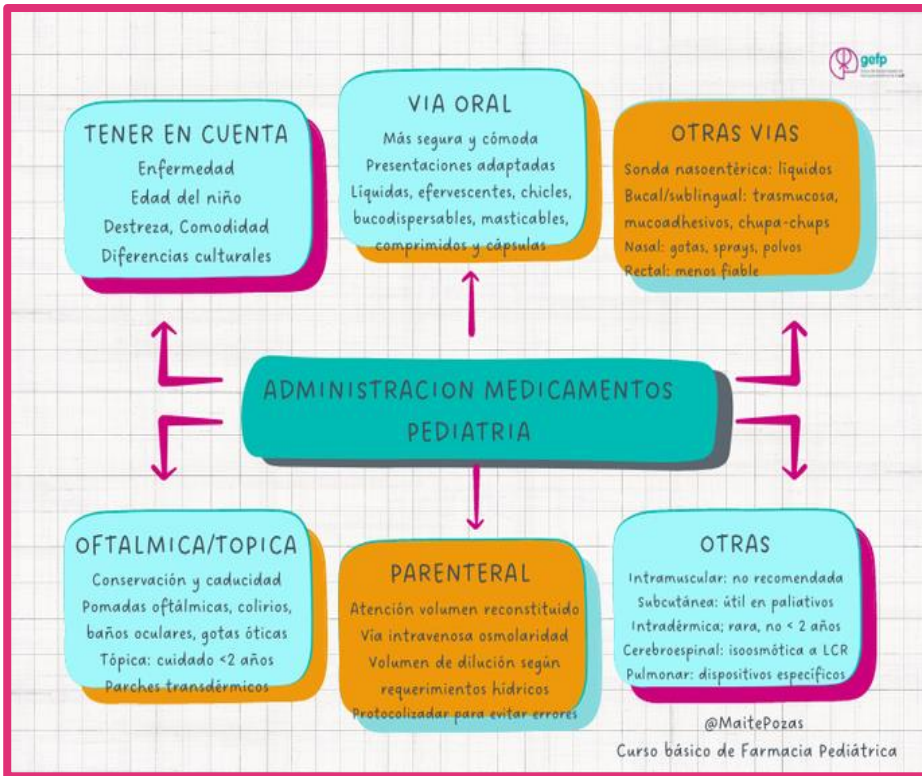 gefp
TENER EN CUENTA
Enfermedad
Edad del niño
Destreza, Comodidad
Diferencias culturales
VIA ORAL
Más segura y cómoda
Presentaciones adaptadas
Líquidas, efervescentes, chicles,
bucodispersables, masticables,
comprimidos y cápsulas
OTRAS VIAS
Sonda nasoentérica: líquidos
Bucal/sublingual: trasmucosa,
mucoadhesivos, chupa-chups
Nasal: gotas, sprays, polvos
Rectal: menos fiable
ADMINISTRACION MEDICAMENTOS
PEDIATRIA
OFTALMICA/TOPICA
Conservación y caducidad
Pomadas oftálmicas, colirios,
baños oculares, gotas óticas
Tópica: cuidado <2 años
Parches transdérmicos
PARENTERAL
Atención volumen reconstituido
Vía intravenosa osmolaridad
Volumen de dilución según
requerimientos hídricos
Protocolizadar para evitar errores
OTRAS
Intramuscular: no recomendada
Subcutánea: útil en paliativos
Intradérmica; rara, no < 2 años
Cerebroespinal: isoosmótica a LCR
Pulmonar: dispositivos específicos
@MaitePozas
Curso básico de Farmacia Pediátrica